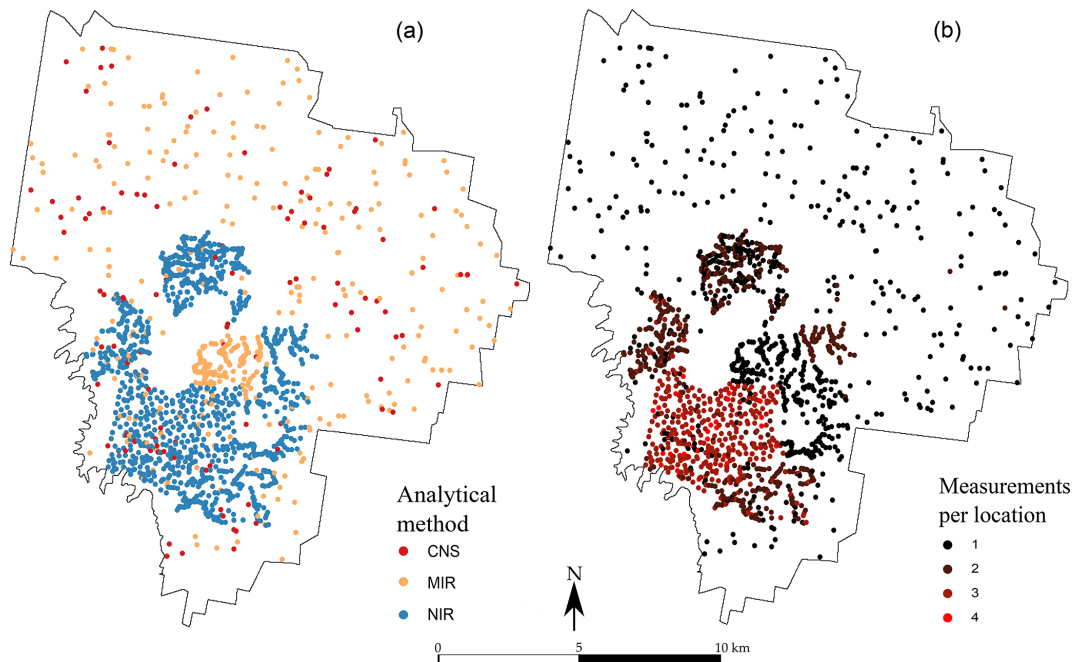 (a)
(b)
Analytical
method
CNS
MIR
NIR
Measurements
per location
1
2
3
4
N
0 5 10 km